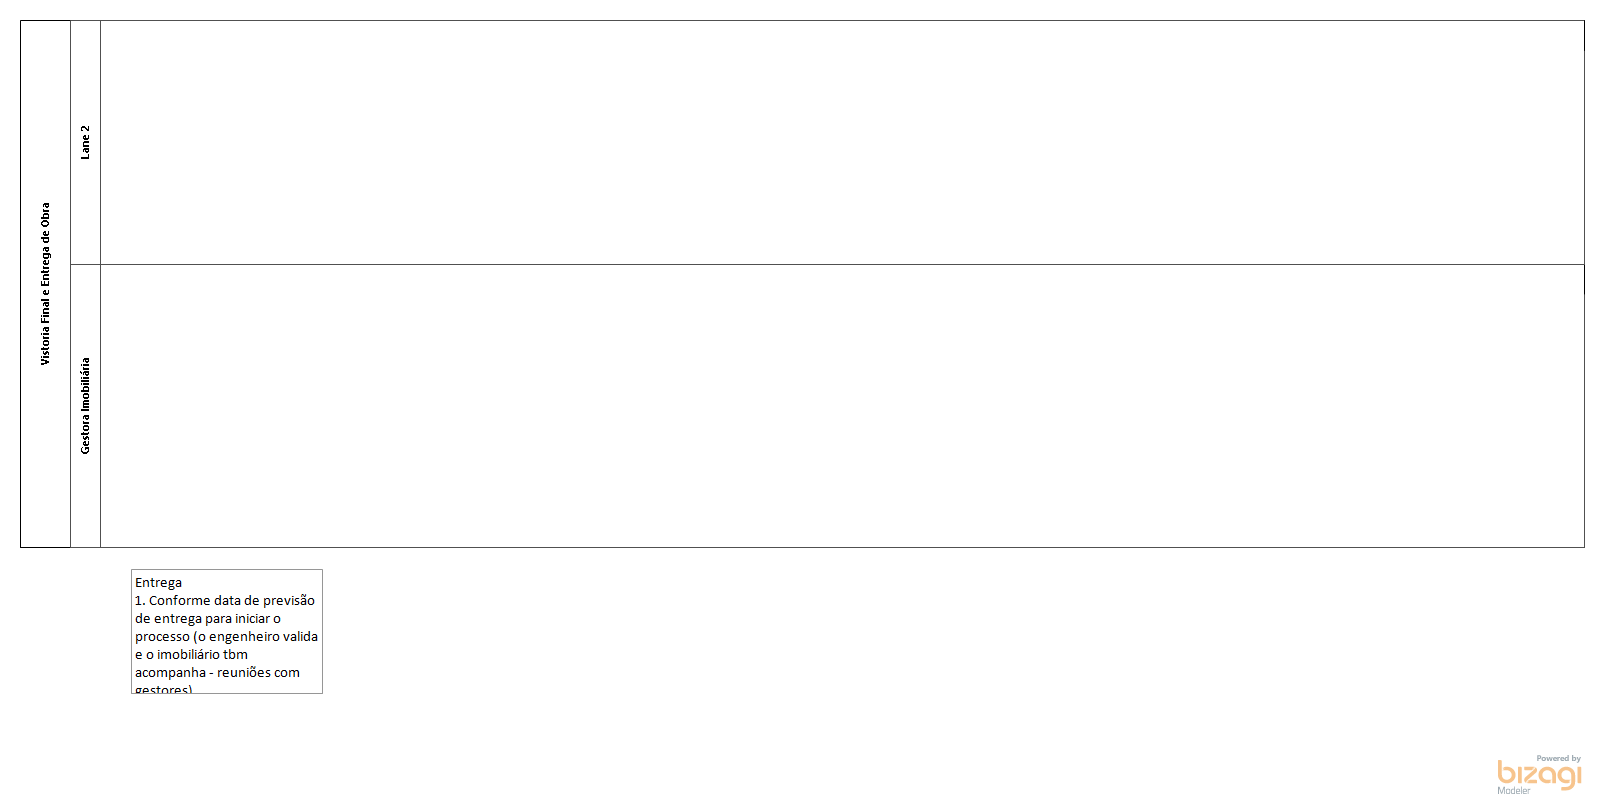 Vistoria Final e Entrega de Obra
Lane 2
Gestora Imobiliária
Entrega
1. Conforme data de previsão
de entrega para iniciar o
processo (o engenheiro valida
e o imobiliário tbm
acompanha - reuniões com
gestores)
Powered by
bizagi
Modeler